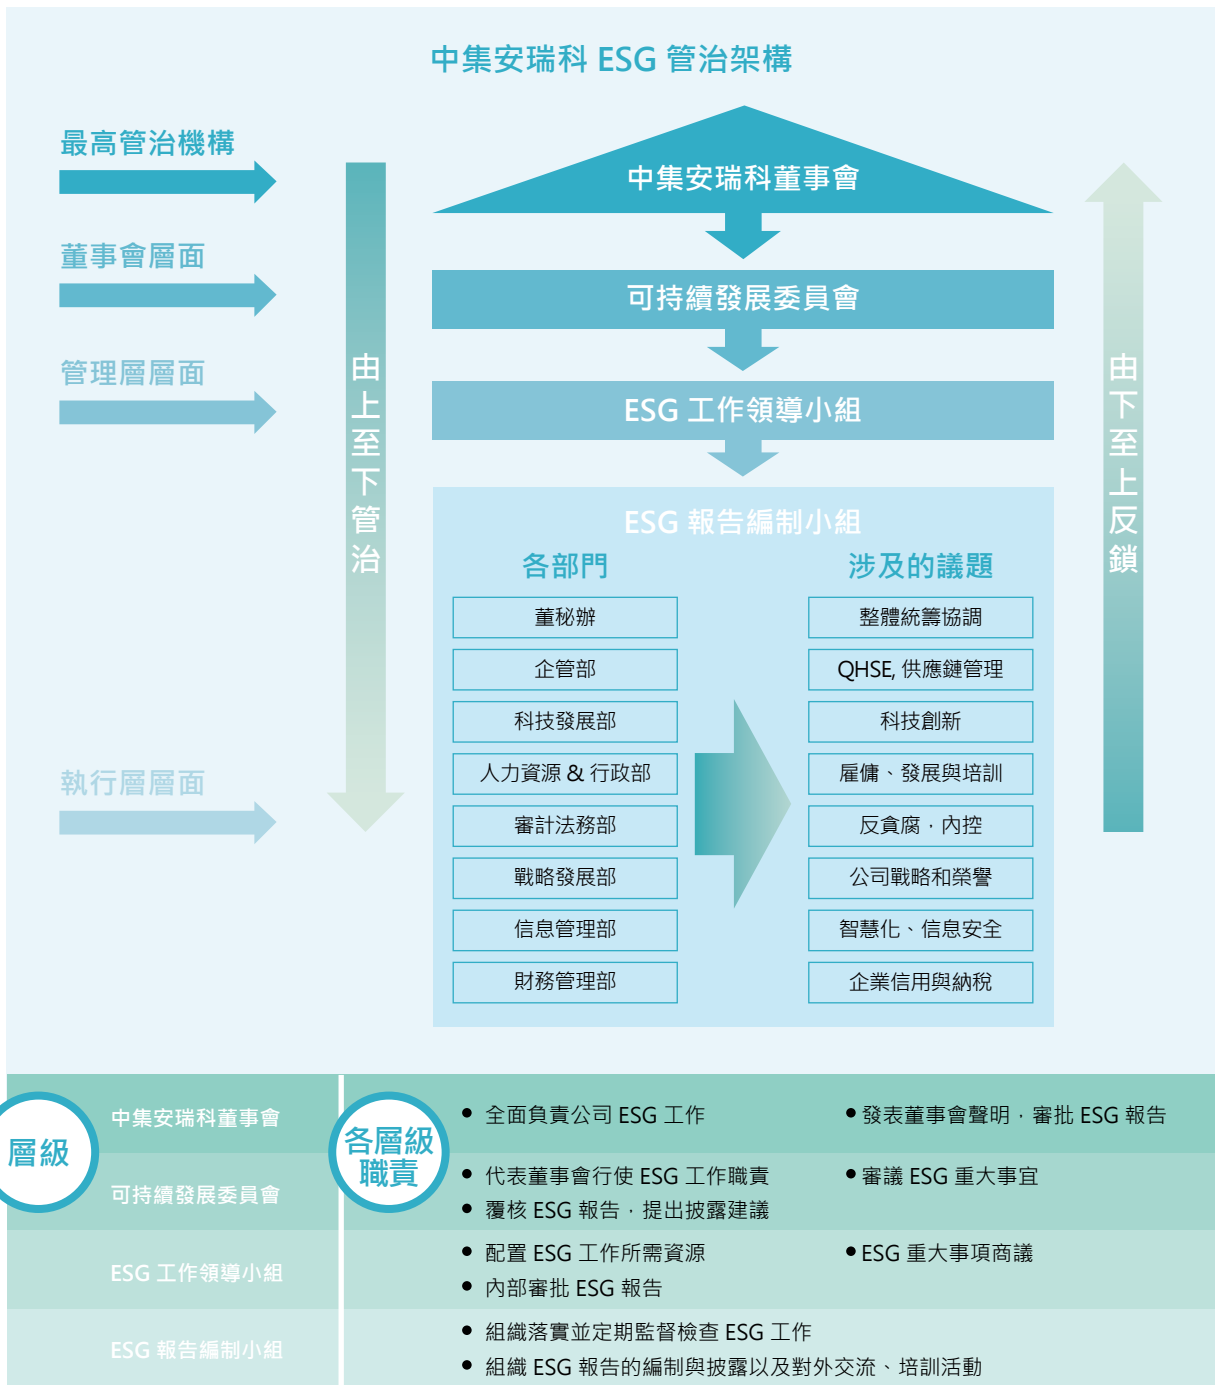 中集安瑞科 ESG 管治架構
最高管治機構
董事會層面
管理層層面
執行層層面
由上至下管治
中集安瑞科董事會
可持續發展委員會
ESG 工作領導小組
ESG 報告編制小組
各部門
涉及的議題
董秘辦
整體統籌協調
企管部
QHSE, 供應鏈管理
科技發展部
科技創新
人力資源 & 行政部
雇傭、發展與培訓
審計法務部
反貪腐，內控
戰略發展部
公司戰略和榮譽
信息管理部
智慧化、信息安全
財務管理部
企業信用與納稅
由下至上反鎖
層級
各層級
職責
中集安瑞科董事會
● 全面負責公司 ESG 工作
● 發表董事會聲明，審批 ESG 報告
可持續發展委員會
● 代表董事會行使 ESG 工作職責
● 審議 ESG 重大事宜
● 覆核 ESG 報告，提出披露建議
ESG 工作領導小組
● 配置 ESG 工作所需資源
● ESG 重大事項商議
● 內部審批 ESG 報告
ESG 報告編制小組
● 組織落實並定期監督檢查 ESG 工作
● 組織 ESG 報告的編制與披露以及對外交流、培訓活動